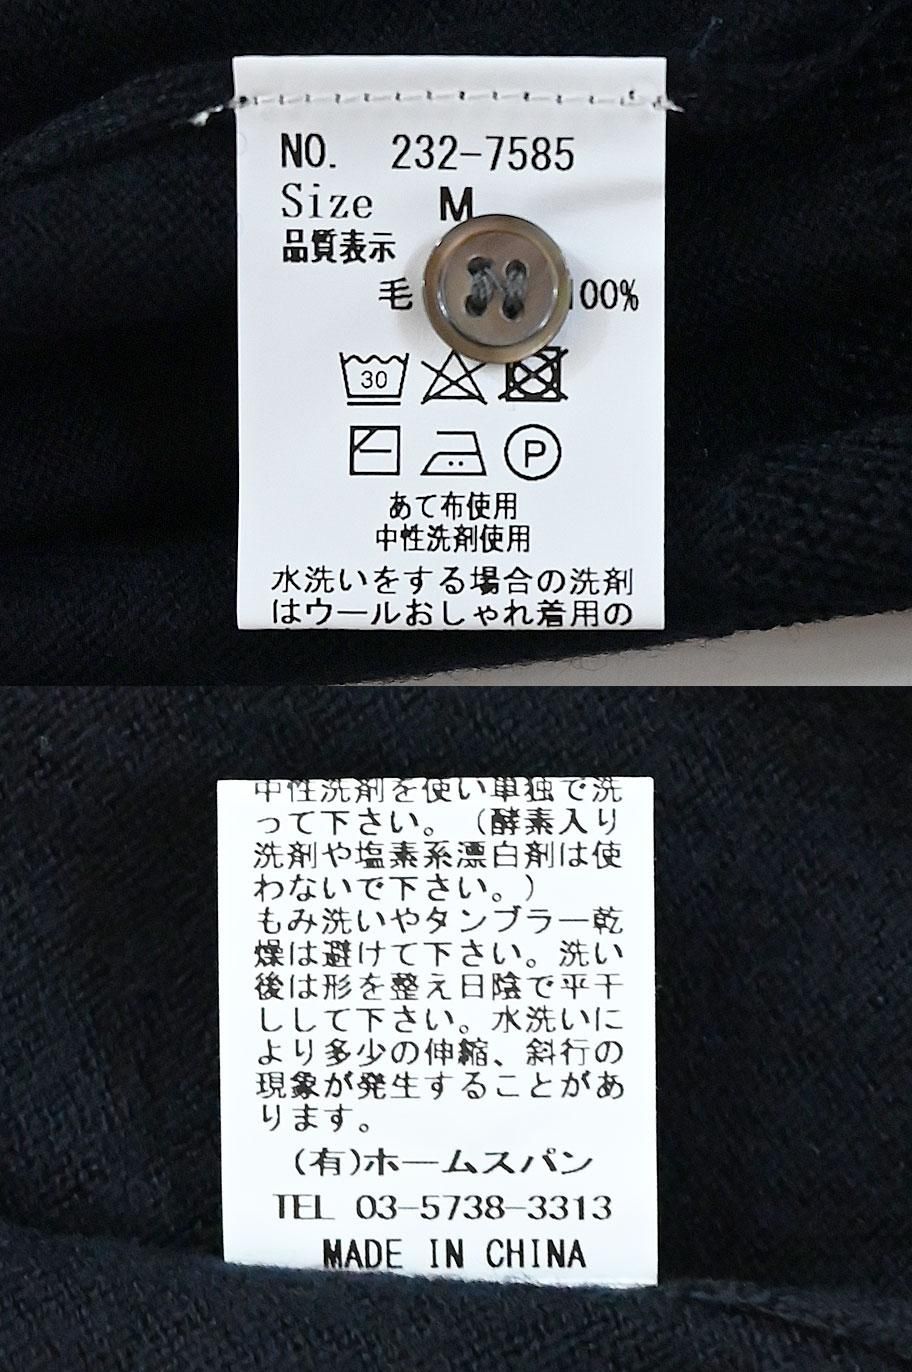 NO. 232-7585
Size M
品質表示
毛 100%
30
P
あて布使用
中性洗剤使用
水洗いをする場合の洗剤
はウールおしゃれ着用の
中性洗剤を使い単独で洗
って下さい。(酵素入り
洗剤や塩素系漂白剤は使
わないで下さい。)
もみ洗いやタンブラー乾
燥は避けて下さい。洗い
後は形を整え日陰で平干
しして下さい。水洗いに
より多少の伸縮、斜行の
現象が発生することがあ
ります。
(有)ホームスパン
TEL 03-5738-3313
MADE IN CHINA